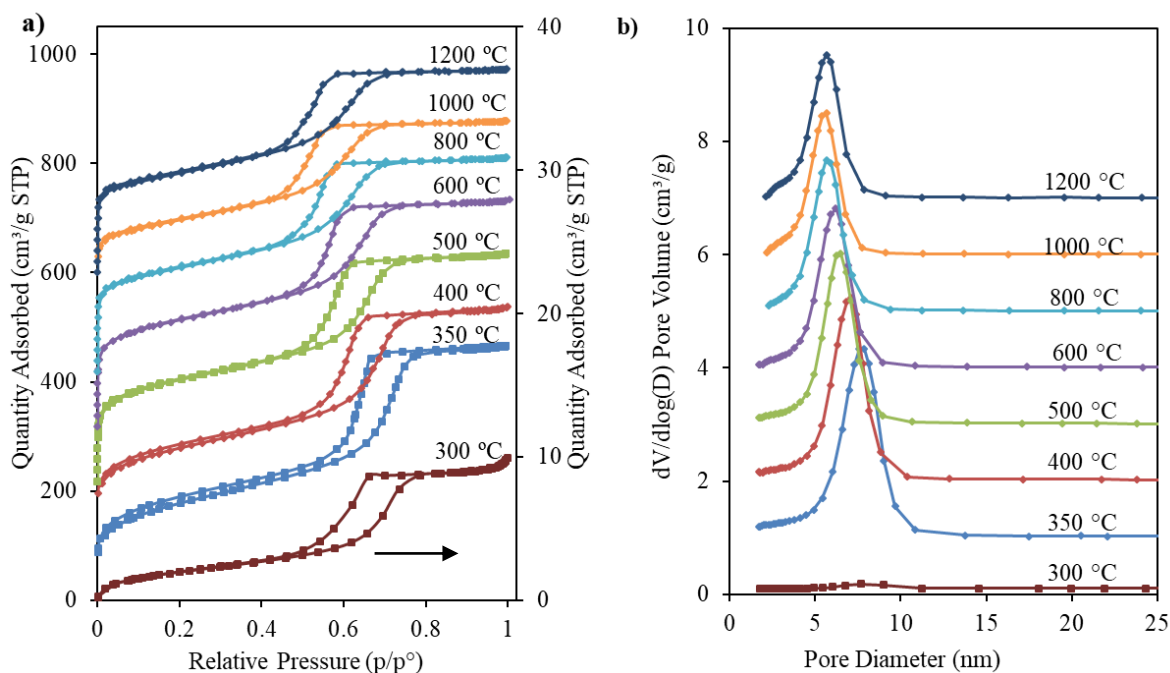 a)
1000
800
600
400
200
0
Quantity Adsorbed (cm³/g STP)
1200 ºC
1000 ºC
800 ºC
600 ºC
500 ºC
400 ºC
350 ºC
300 ºC
40
30
20
10
0
Quantity Adsorbed (cm³/g STP)
0 0.2 0.4 0.6 0.8 1
Relative Pressure (p/p°)
b)
10
8
6
4
2
0
dV/dlog(D) Pore Volume (cm³/g)
1200 °C
1000 °C
800 °C
600 °C
500 °C
400 °C
350 °C
300 °C
0 5 10 15 20 25
Pore Diameter (nm)